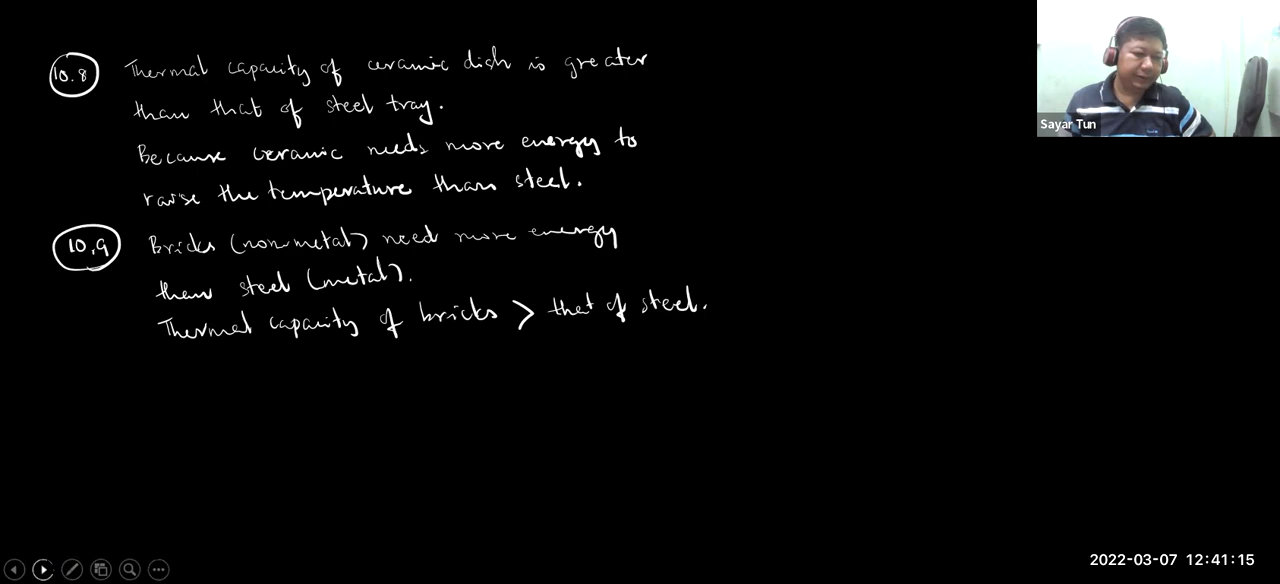 10.8 Thermal capacity of ceramic dish is greater
than that of steel tray.
Because ceramic needs more energy to
raise the temperature than steel.
10.9 Bricks (nonmetal) need more energy
than steel (metal).
Thermal capacity of bricks > that of steel.
Sayar Tun
2022-03-07 12:41:15